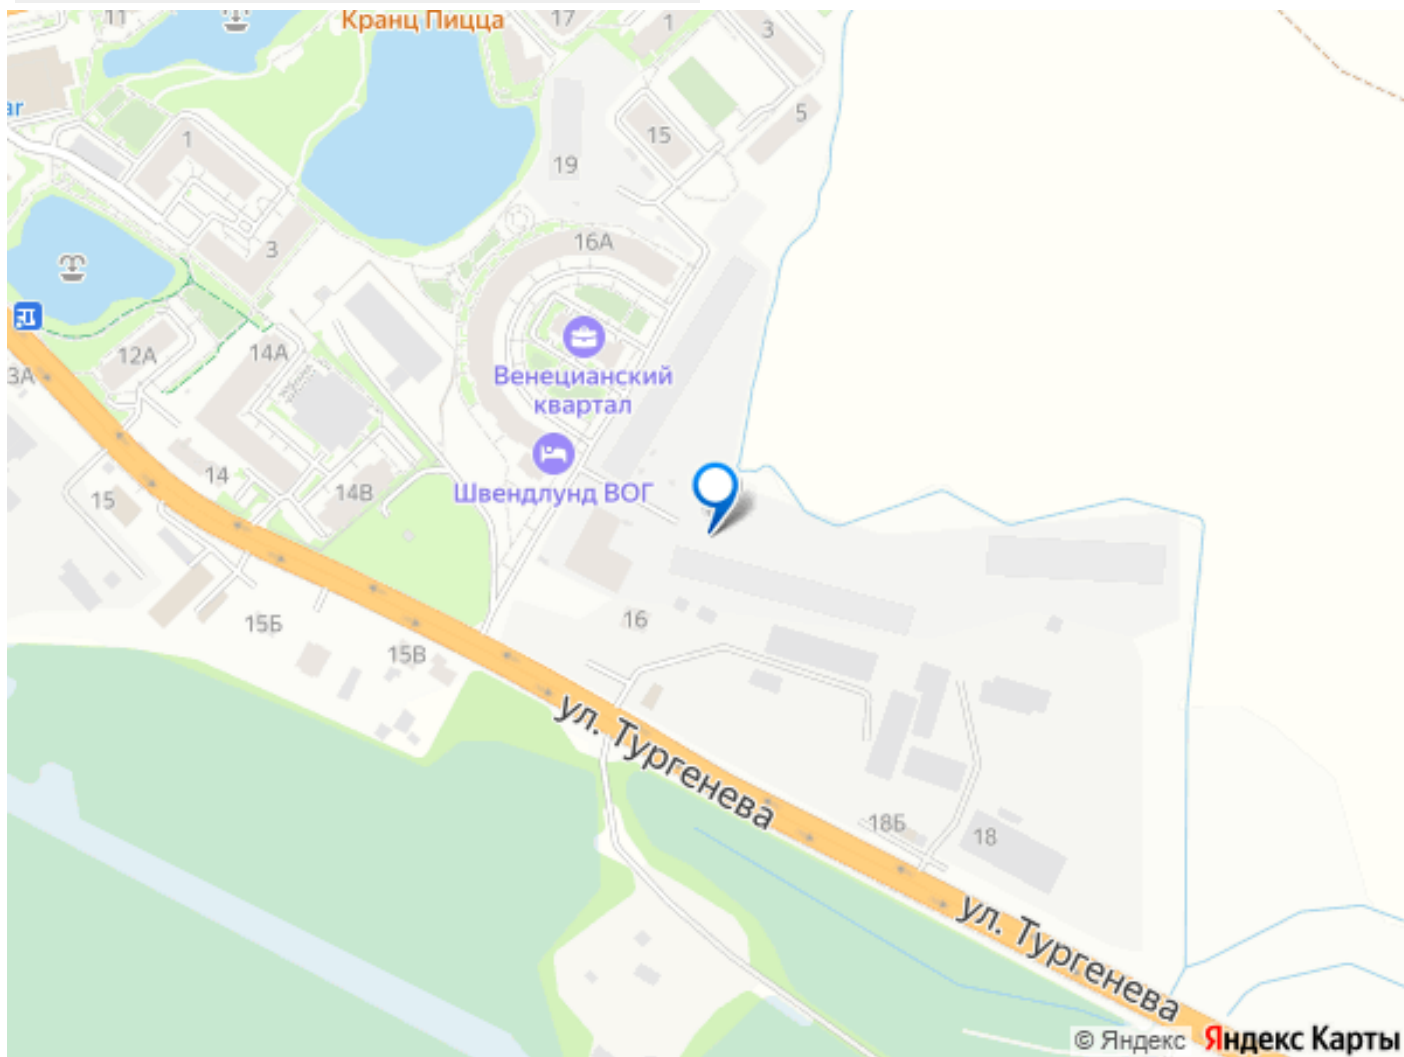 11
Кранц Пицца
17
1
3
ar
1
15
5
19
3
16А
12А
14А
3А
Венецианский
квартал
14
14В
15
Швендлунд ВОГ
15Б
16
15В
ул. Тургенева
18Б
18
ул. Тургенева
© Яндекс
Яндекс Карты